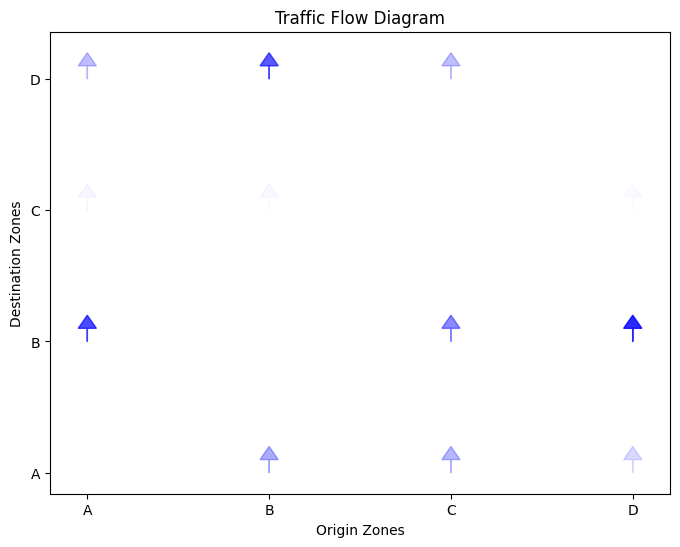 Traffic Flow Diagram
D
C
B
A
Destination Zones
A B C D
Origin Zones